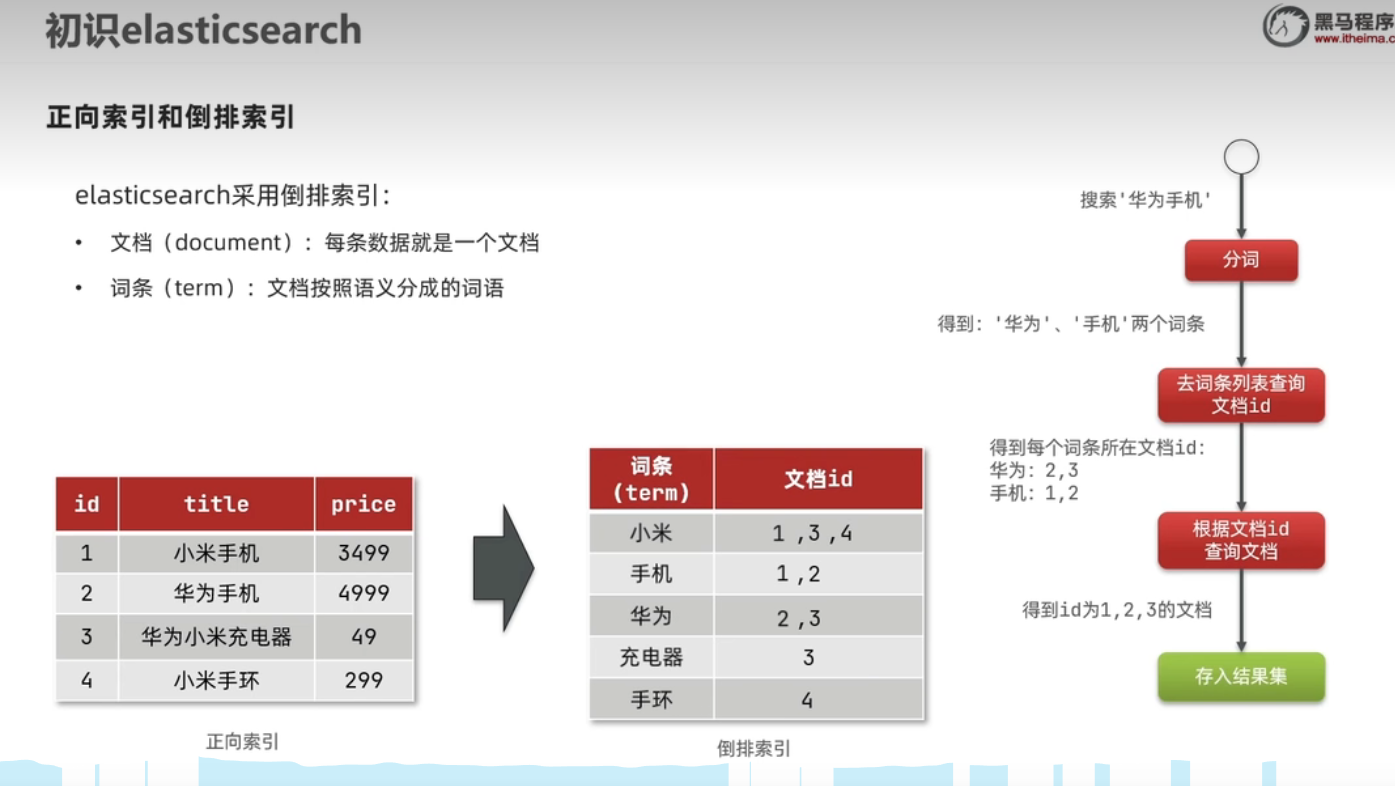 初识elasticsearch
黑马程序
www.itheima.c
正向索引和倒排索引
elasticsearch采用倒排索引:
• 文档（document）: 每条数据就是一个文档
• 词条（term）: 文档按照语义分成的词语
id title price
1 小米手机 3499
2 华为手机 4999
3 华为小米充电器 49
4 小米手环 299
正向索引
词条
(term) 文档id
小米 1 ,3 ,4
手机 1 ,2
华为 2 ,3
充电器 3
手环 4
倒排索引
搜索'华为手机'
分词
得到: '华为'、'手机'两个词条
去词条列表查询
文档id
得到每个词条所在文档id:
华为: 2,3
手机: 1,2
根据文档id
查询文档
得到id为1,2,3的文档
存入结果集